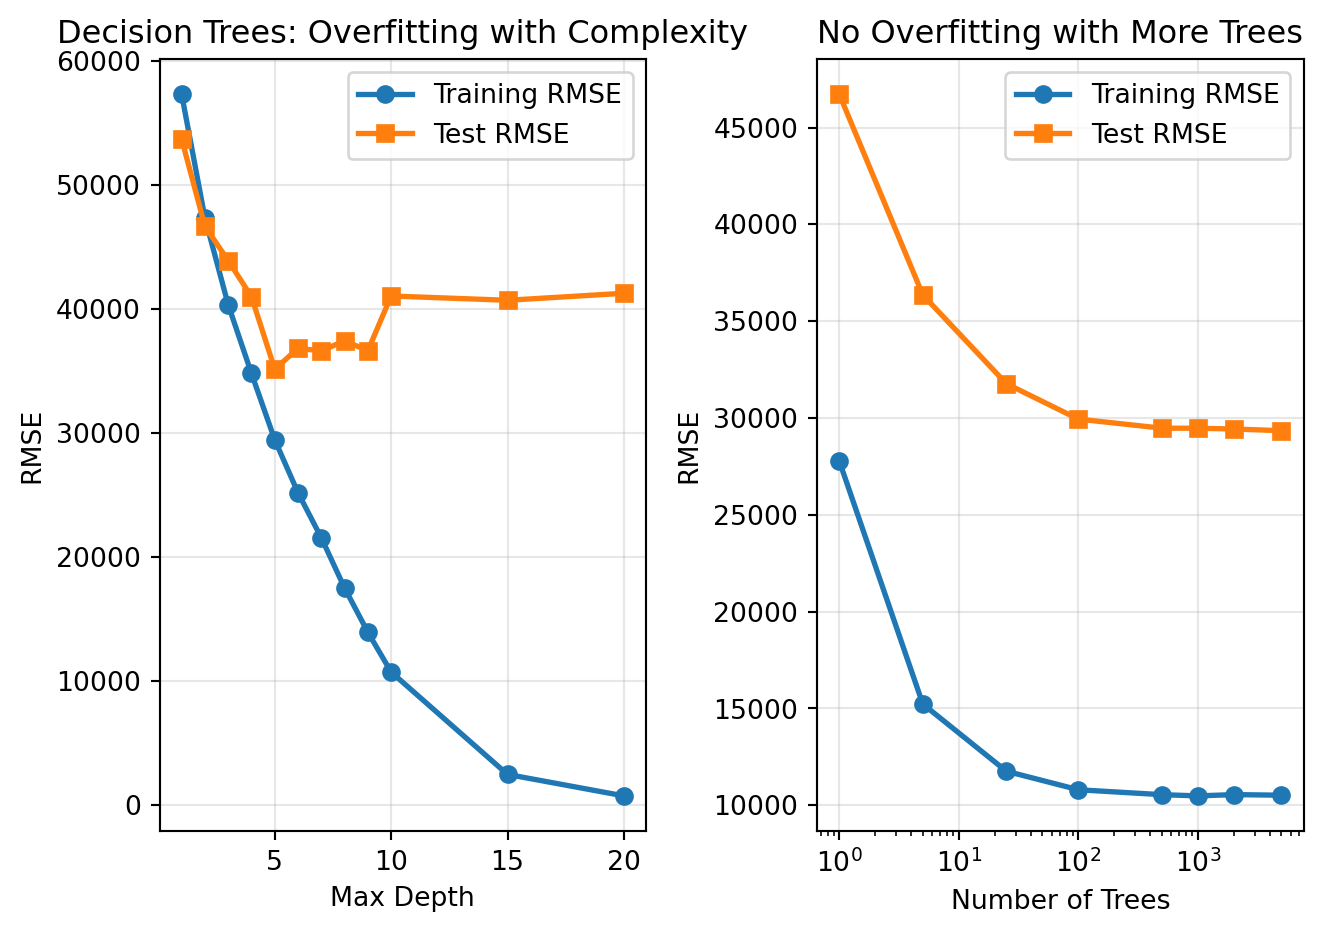 Decision Trees: Overfitting with Complexity
60000
50000
40000
30000
20000
10000
0
RMSE
Training RMSE
Test RMSE
5
10
15
20
Max Depth
No Overfitting with More Trees
45000
40000
35000
30000
25000
20000
15000
10000
RMSE
Training RMSE
Test RMSE
10⁰
10¹
10²
10³
Number of Trees